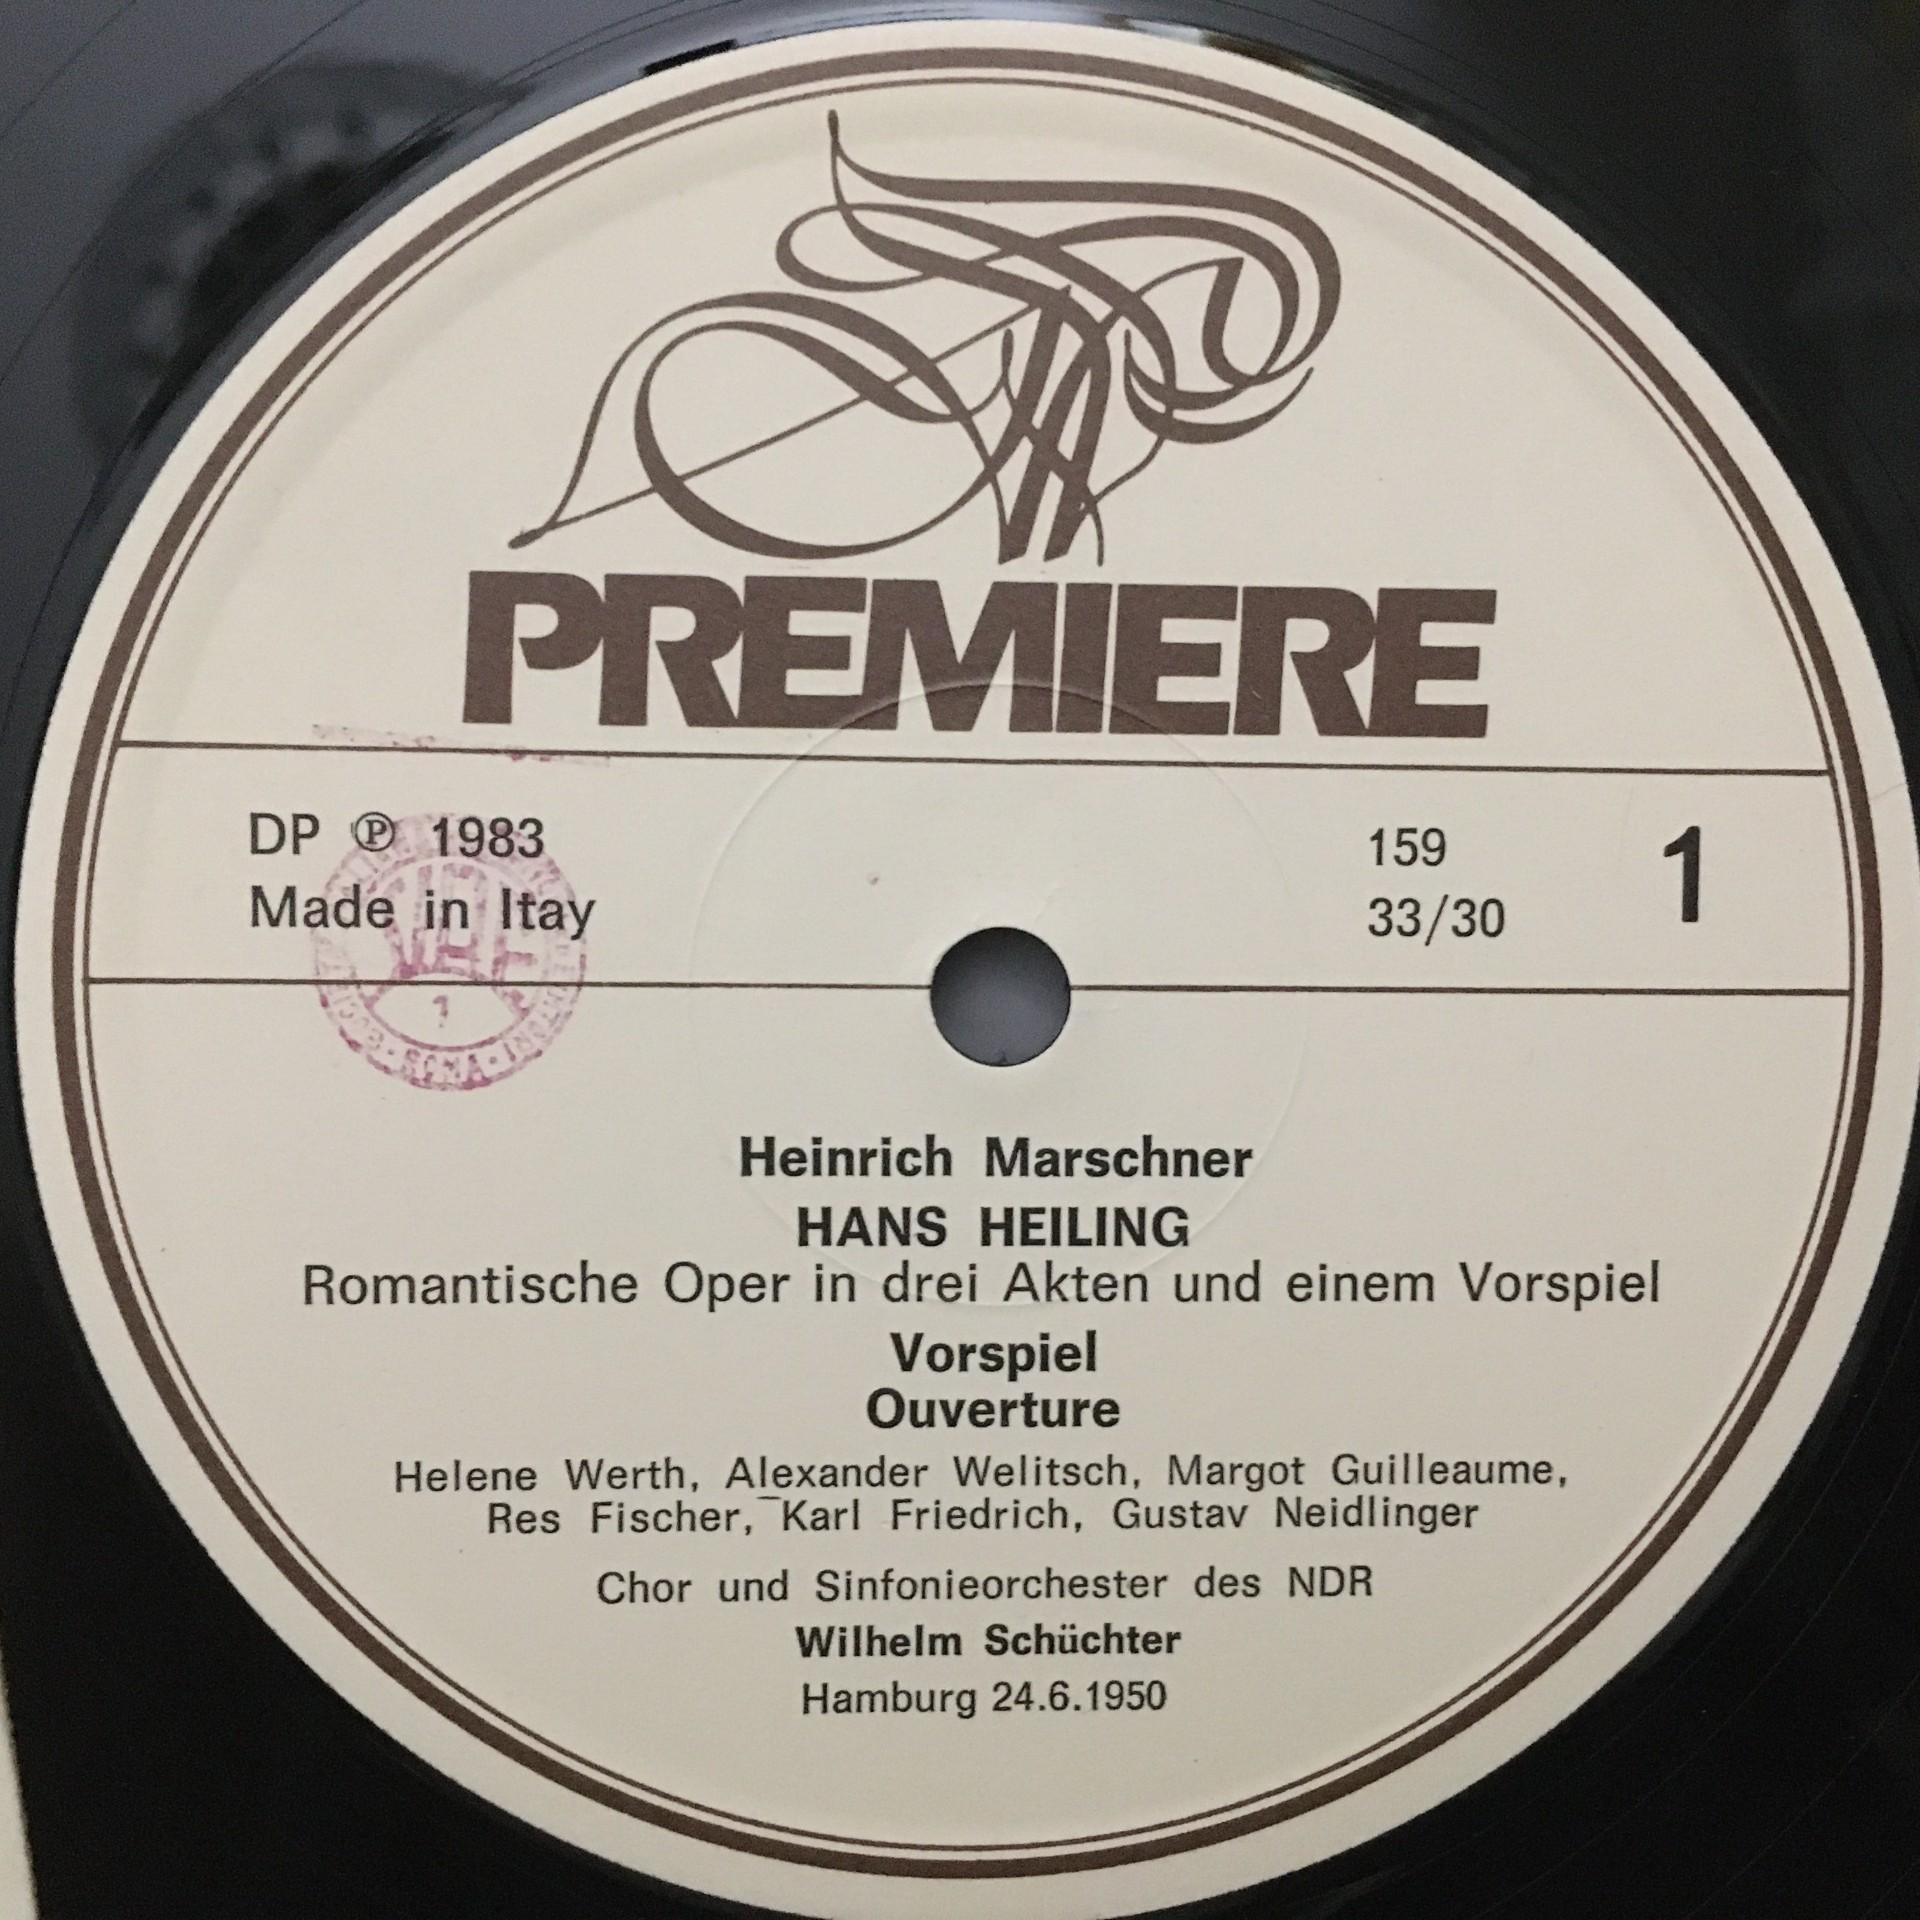 PREMIERE
DP ℗ 1983
Made in Itay
159
33/30
1
ROMA
Heinrich Marschner
HANS HEILING
Romantische Oper in drei Akten und einem Vorspiel
Vorspiel
Ouverture
Helene Werth, Alexander Welitsch, Margot Guilleaume,
Res Fischer, Karl Friedrich, Gustav Neidlinger
Chor und Sinfonieorchester des NDR
Wilhelm Schüchter
Hamburg 24.6.1950